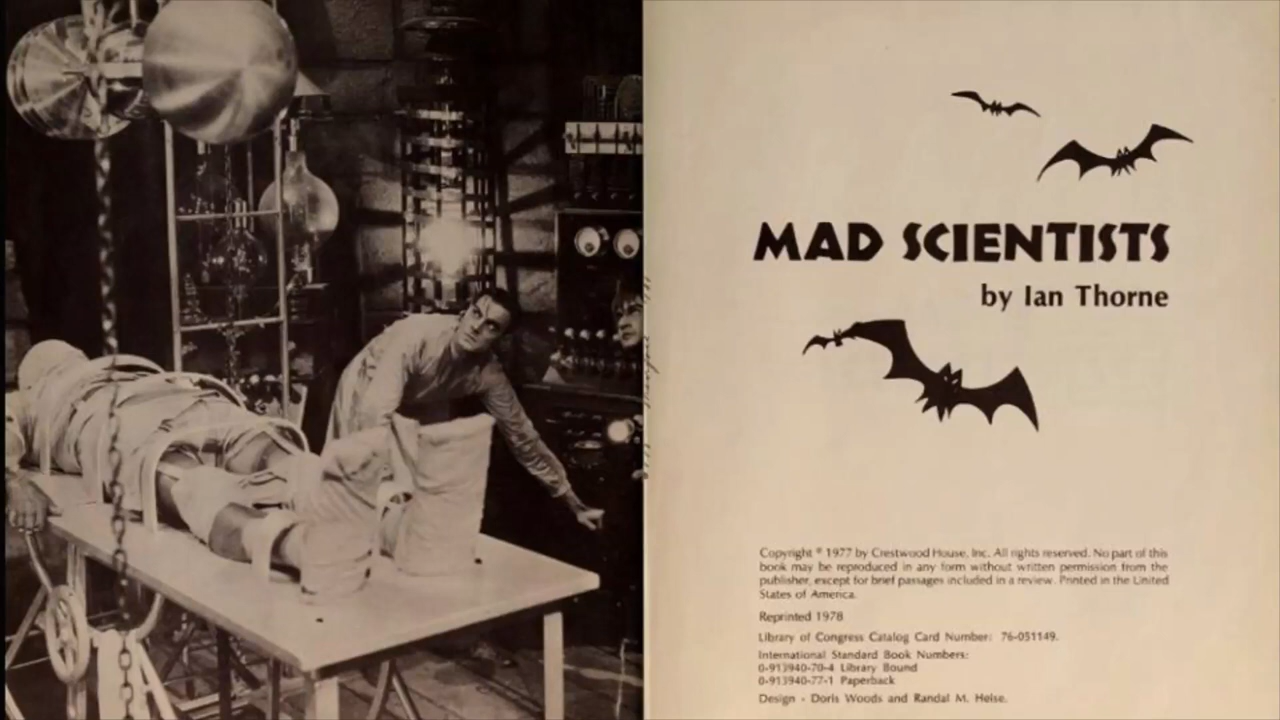 MAD SCIENTISTS
by Ian Thorne
Copyright © 1977 by Crestwood House, Inc. All rights reserved. No part of this
book may be reproduced in any form without written permission from the
publisher, except for brief passages included in a review. Printed in the United
States of America.
Reprinted 1978
Library of Congress Catalog Card Number: 76-051149.
International Standard Book Numbers:
0-913940-70-4 Library Bound
0-913940-77-1 Paperback
Design - Doris Woods and Randal M. Heise.